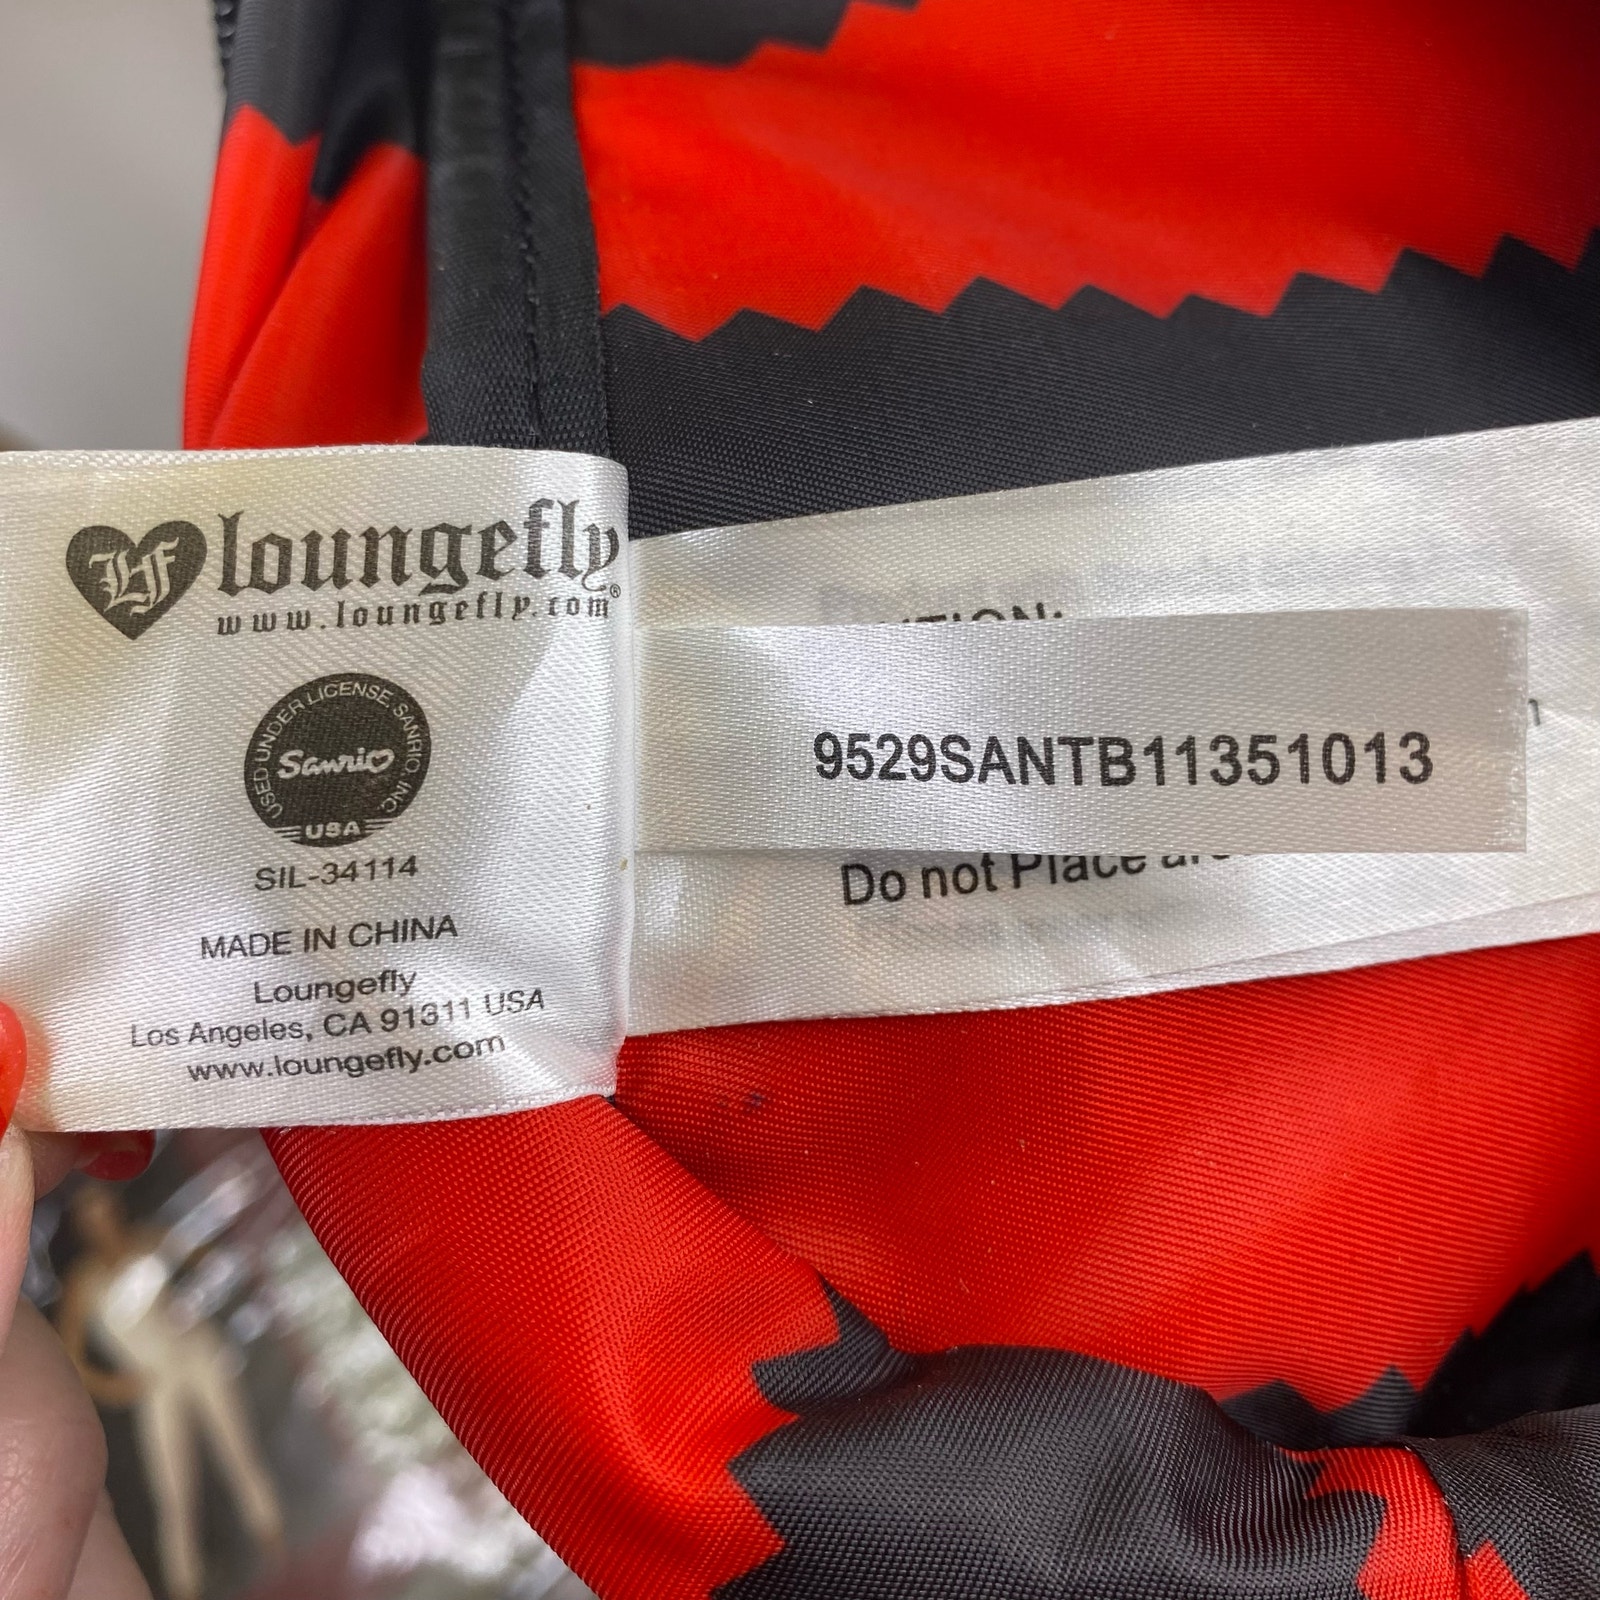 LF loungefly®
www.loungefly.com
USED UNDER LICENSE, SANRIO, INC.
Sanrio
USA
SIL-34114
MADE IN CHINA
Loungefly
Los Angeles, CA 91311 USA
www.loungefly.com
9529SANTB11351013
Do not Place